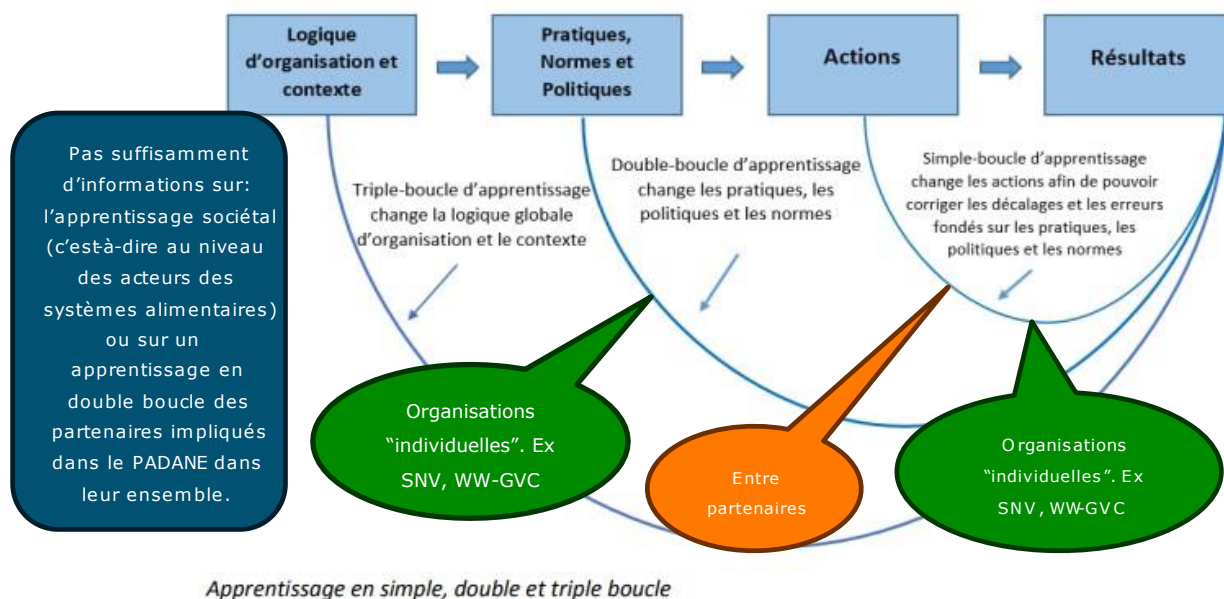 Logique
d'organisation et
contexte
Pratiques,
Normes et
Politiques
Actions
Résultats
Pas suffisamment
d'informations sur:
l'apprentissage sociétal
(c'est-à-dire au niveau
des acteurs des
systèmes alimentaires)
ou sur un
apprentissage en
double boucle des
partenaires impliqués
dans le PADANE dans
leur ensemble.
Triple-boucle d'apprentissage
change la logique globale
d'organisation et le contexte
Double-boucle d'apprentissage
change les pratiques, les
politiques et les normes
Simple-boucle d'apprentissage
change les actions afin de pouvoir
corriger les décalages et les erreurs
fondés sur les pratiques, les
politiques et les normes
Organisations
“individuelles”. Ex
SNV, WW-GVC
Entre
partenaires
Organisations
“individuelles”. Ex
SNV, WW-GVC
Apprentissage en simple, double et triple boucle